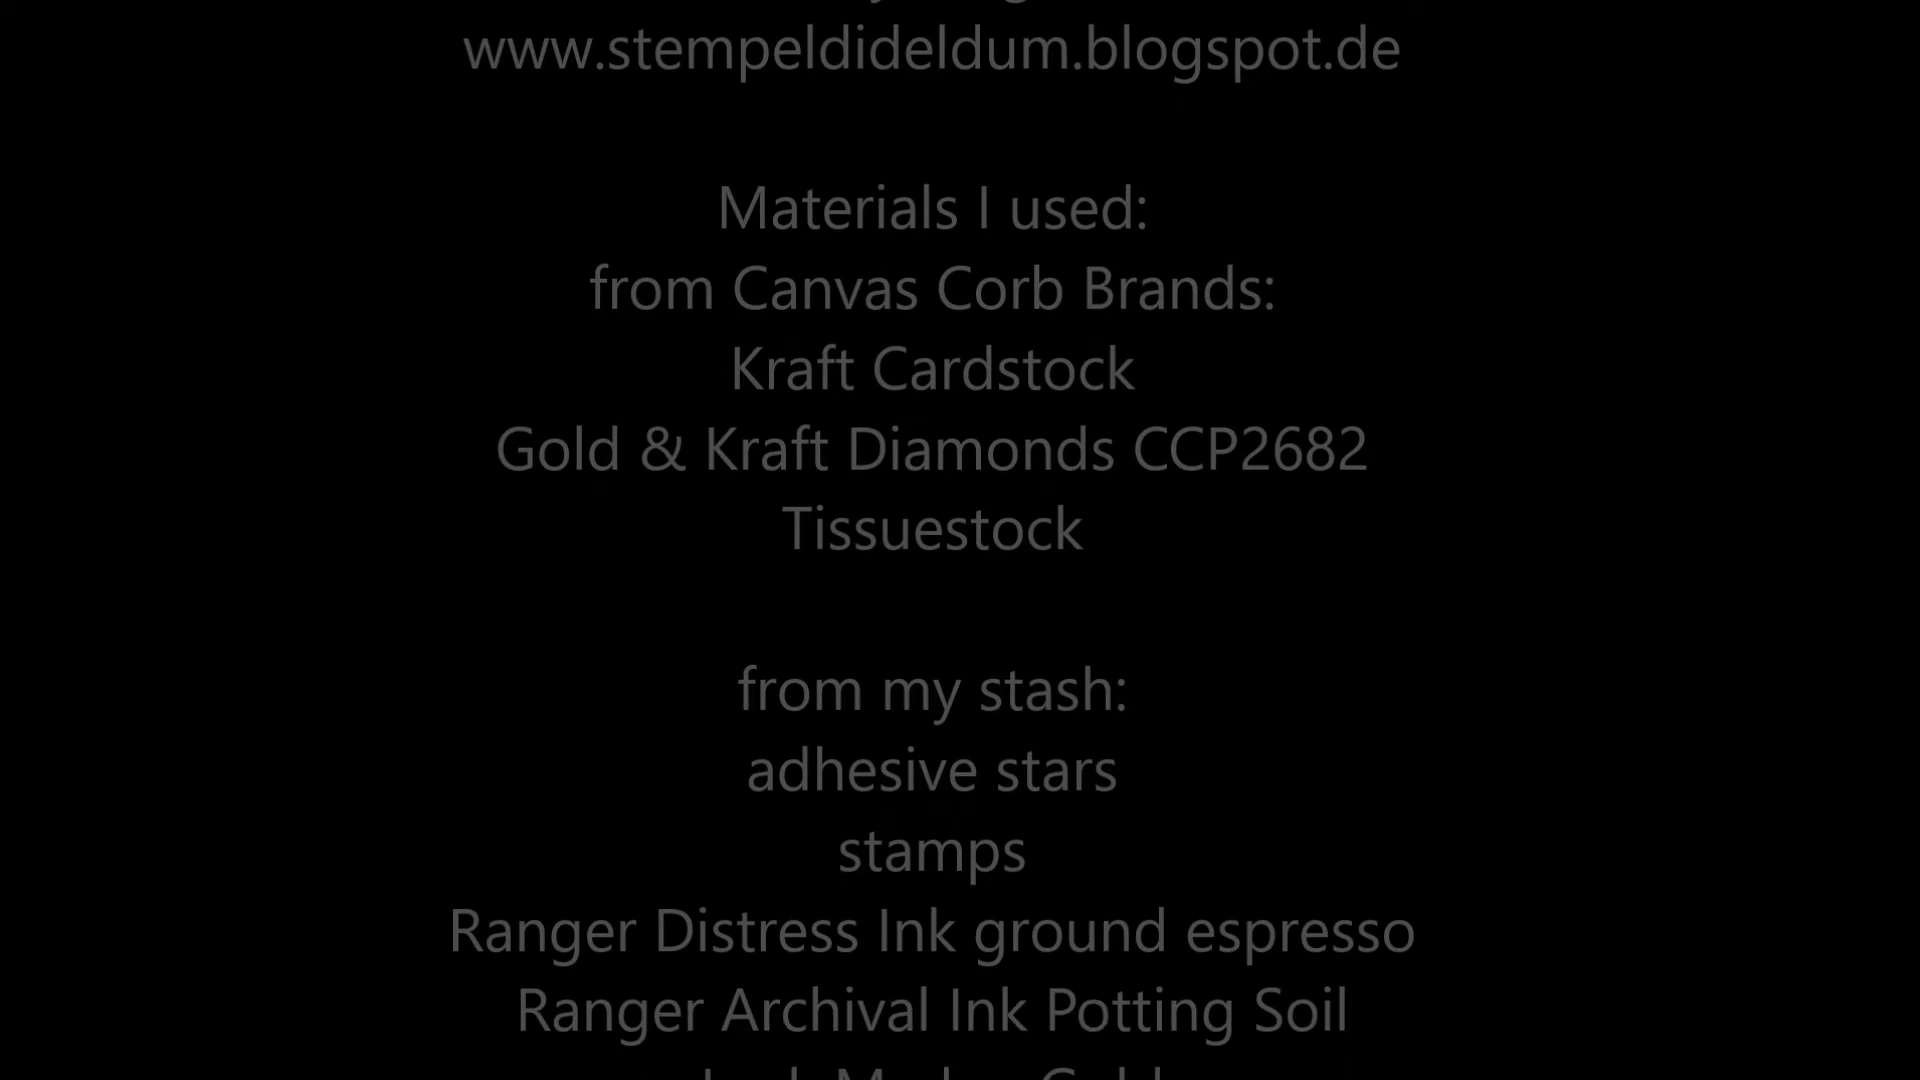 www.stempeldideldum.blogspot.de
Materials I used:
from Canvas Corb Brands:
Kraft Cardstock
Gold & Kraft Diamonds CCP2682
Tissuestock
from my stash:
adhesive stars
stamps
Ranger Distress Ink ground espresso
Ranger Archival Ink Potting Soil